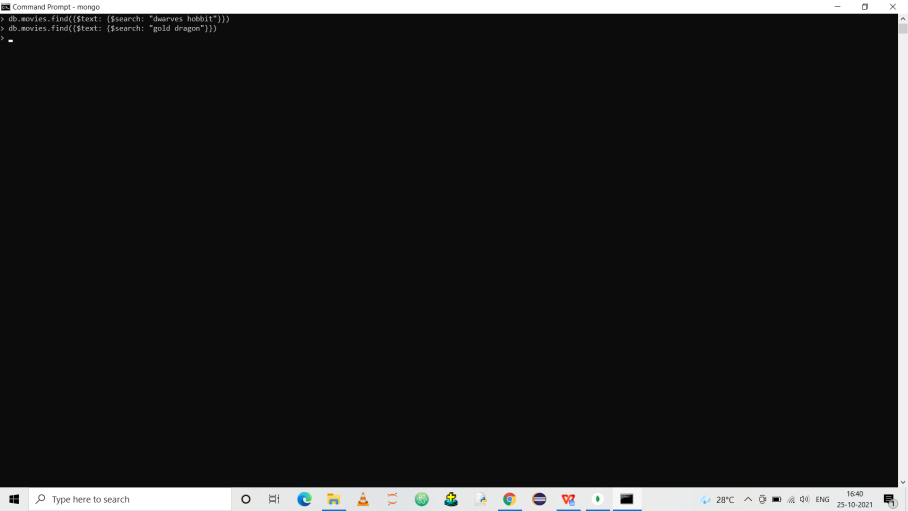 Command Prompt - mongo
> db.movies.find({$text: {$search: "dwarves hobbit"}})
> db.movies.find({$text: {$search: "gold dragon"}})
>
Type here to search
28°C
ENG
16:40
25-10-2021
1